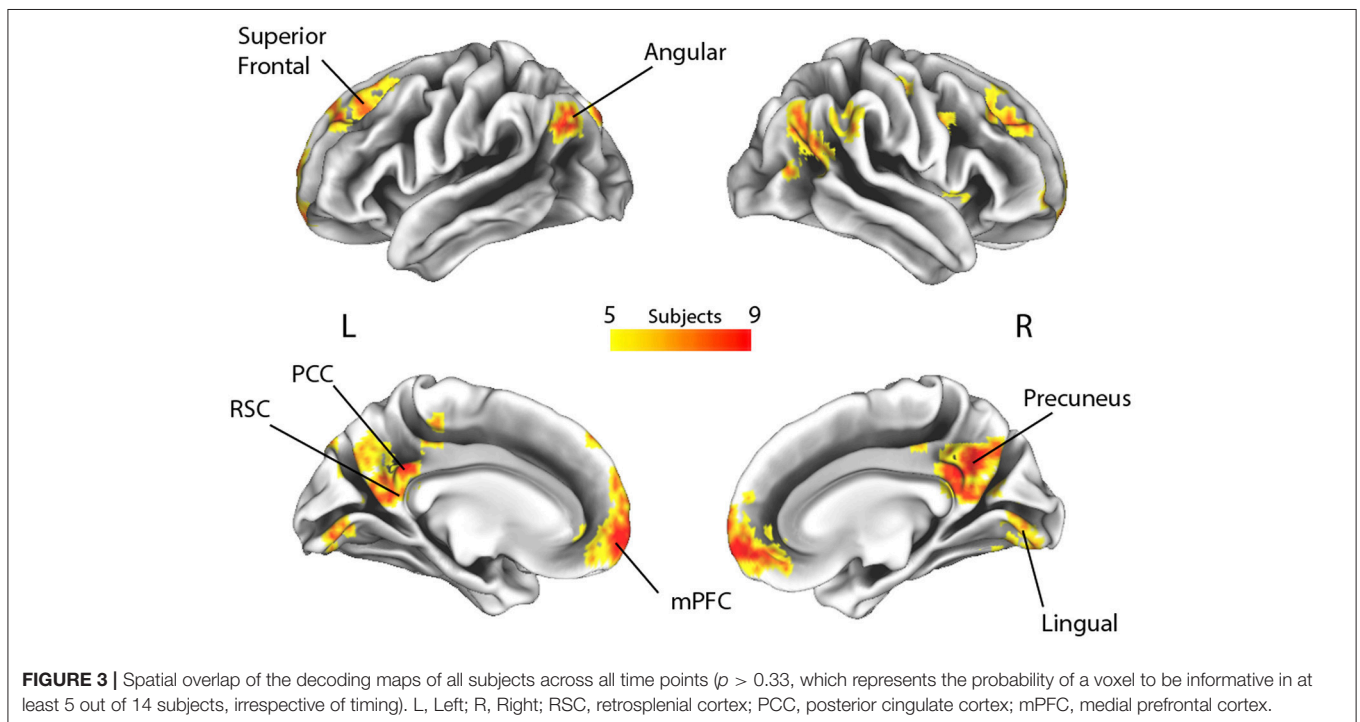 Superior
Frontal
Angular
L
5 Subjects 9
R
PCC
RSC
Precuneus
mPFC
Lingual
FIGURE 3 | Spatial overlap of the decoding maps of all subjects across all time points (p > 0.33, which represents the probability of a voxel to be informative in at
least 5 out of 14 subjects, irrespective of timing). L, Left; R, Right; RSC, retrosplenial cortex; PCC, posterior cingulate cortex; mPFC, medial prefrontal cortex.